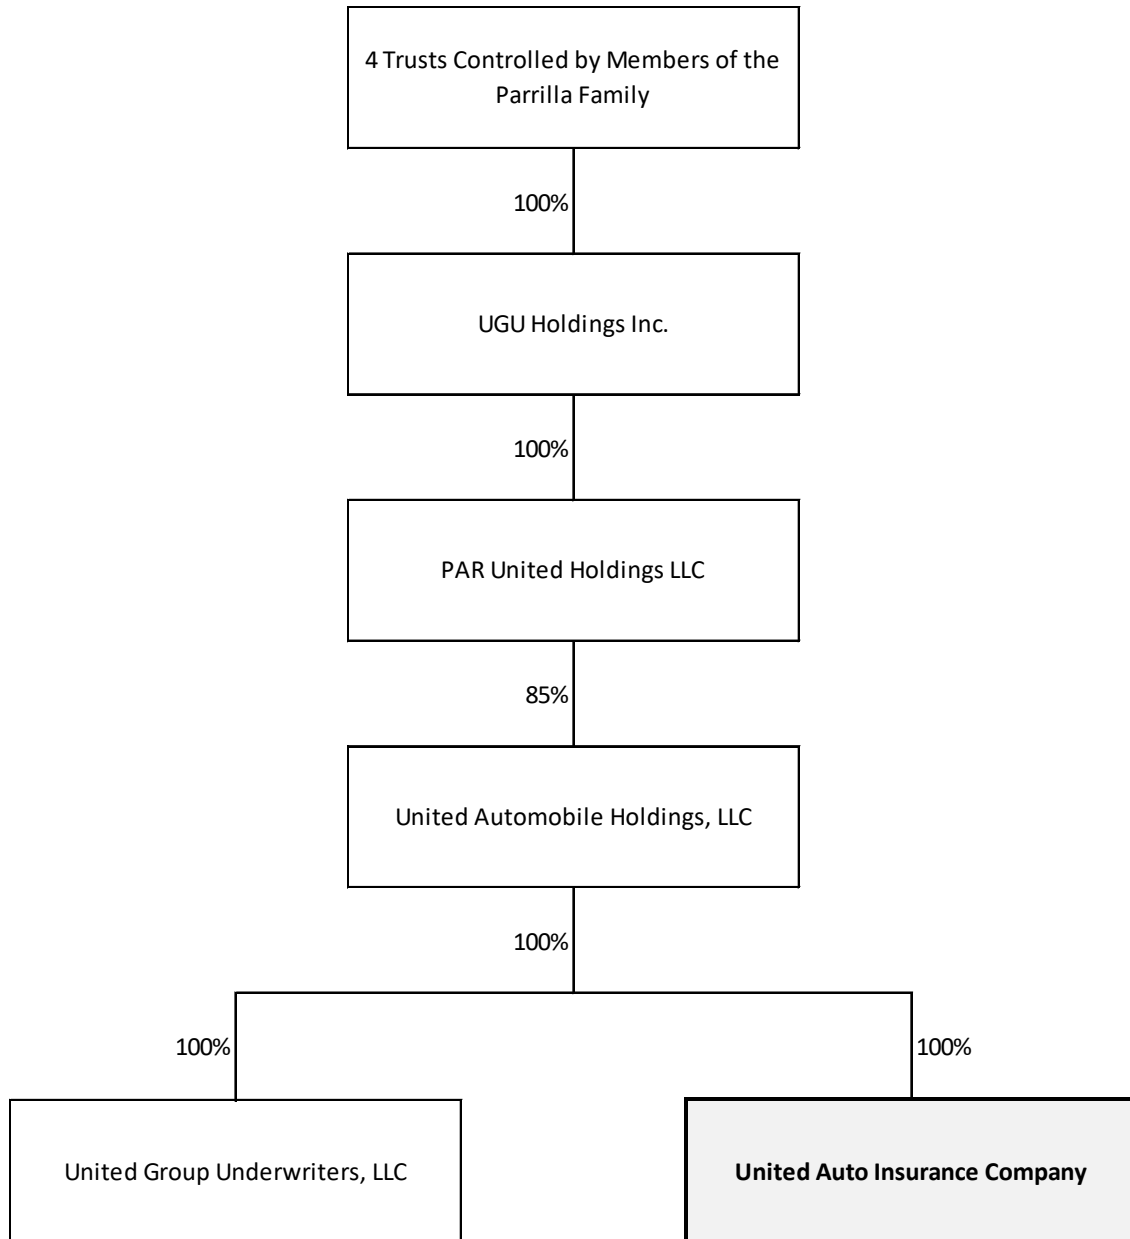 4 Trusts Controlled by Members of the
Parrilla Family
100%
UGU Holdings Inc.
100%
PAR United Holdings LLC
85%
United Automobile Holdings, LLC
100%
100%
100%
United Group Underwriters, LLC
United Auto Insurance Company